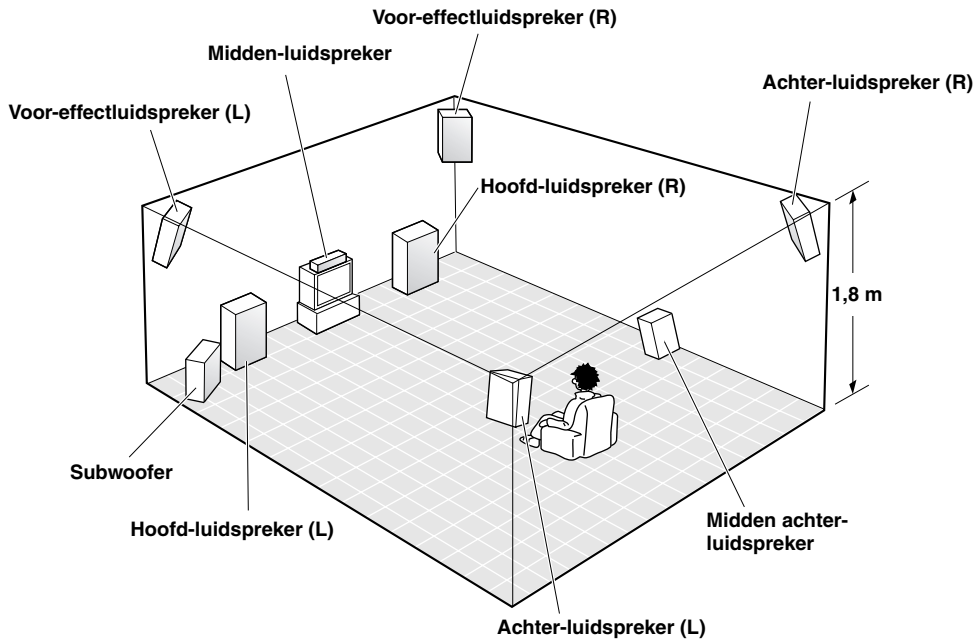 Voor-effectluidspreker (R)
Midden-luidspreker
Achter-luidspreker (R)
Voor-effectluidspreker (L)
Hoofd-luidspreker (R)
1,8 m
Subwoofer
Hoofd-luidspreker (L)
Midden achter-
luidspreker
Achter-luidspreker (L)